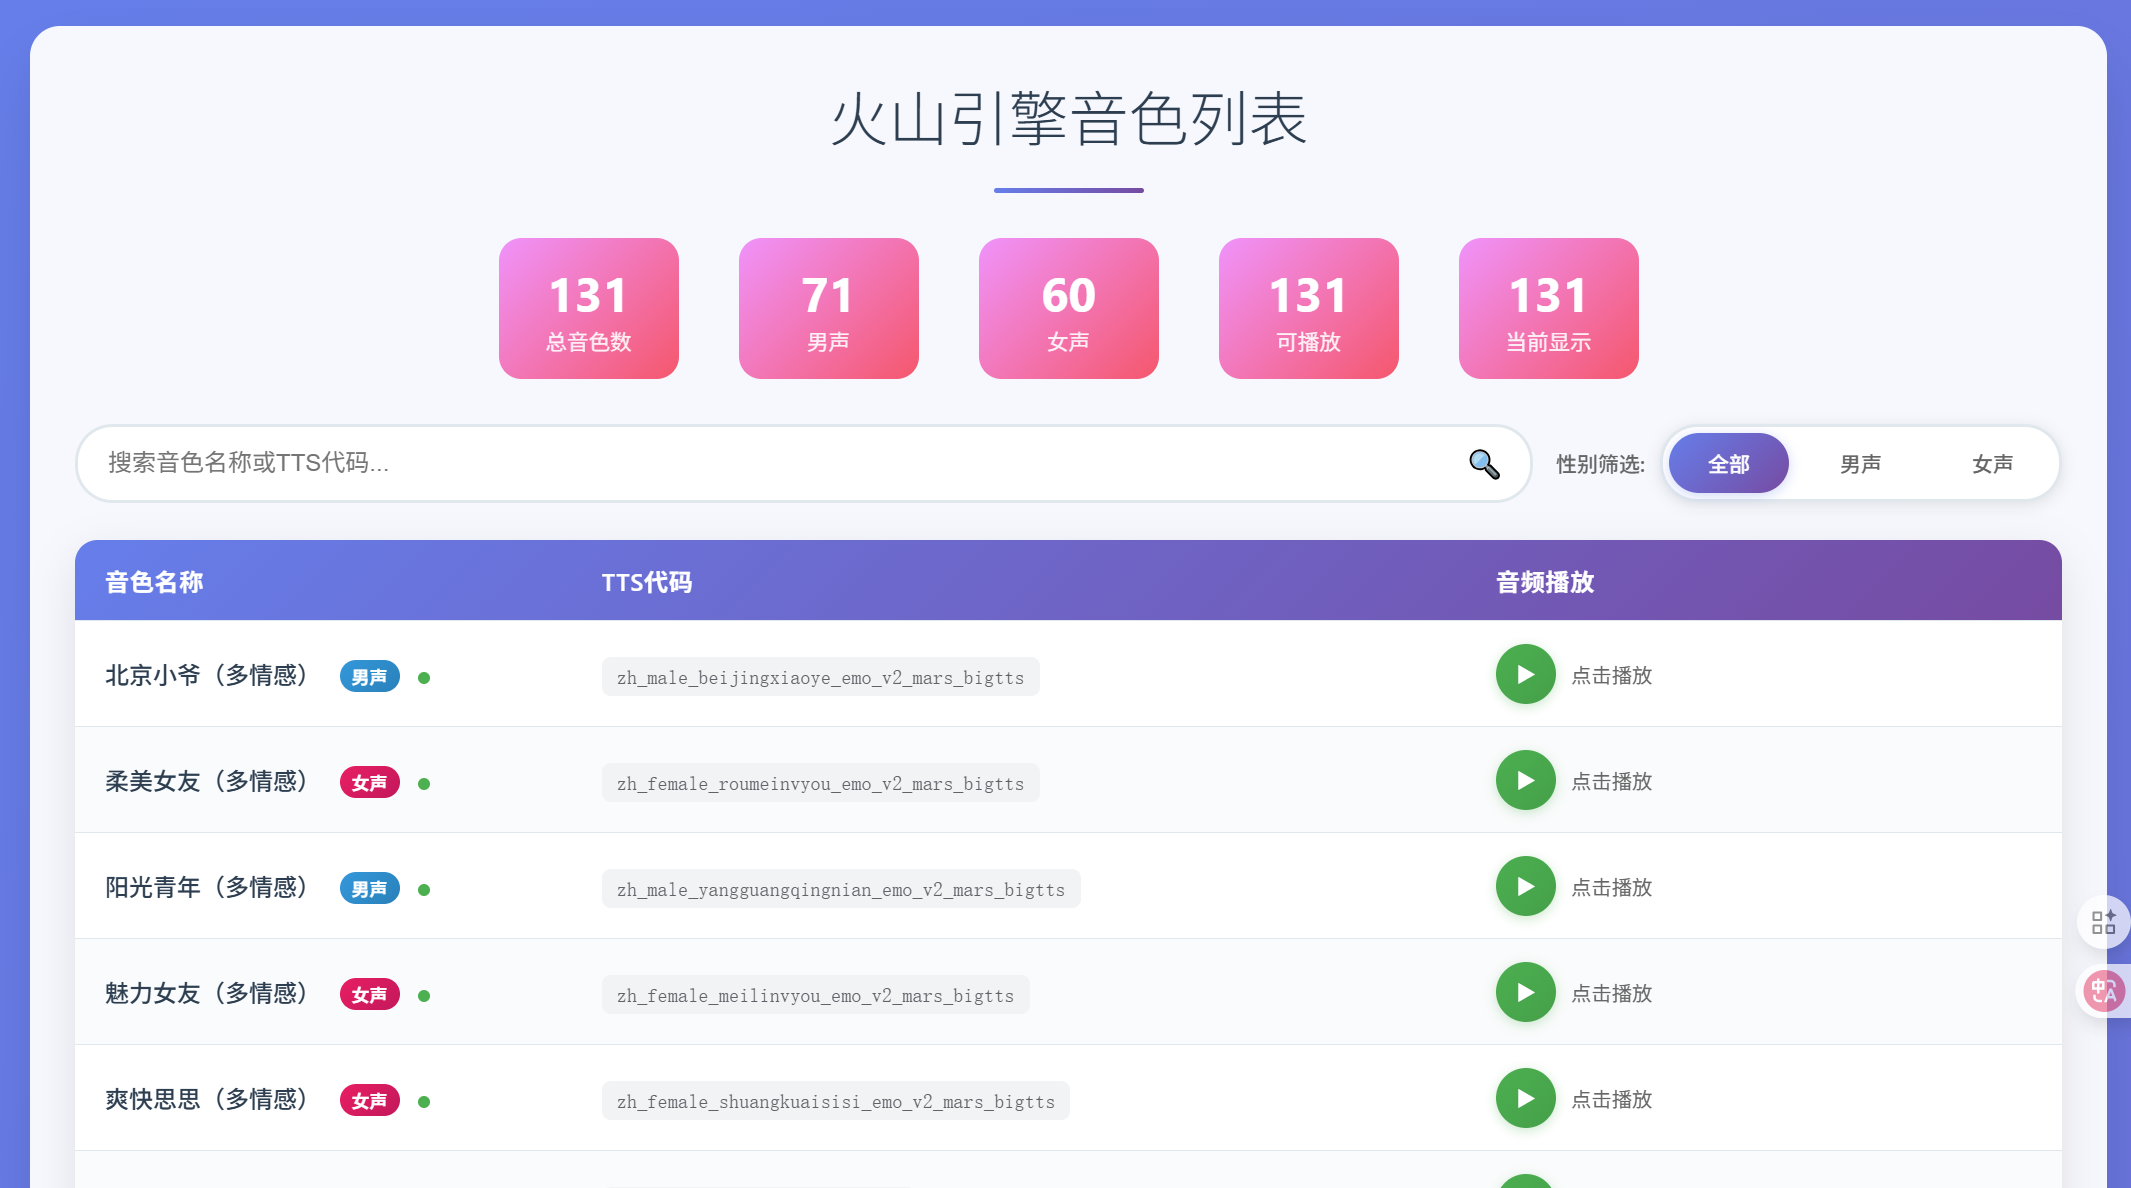 火山引擎音色列表
131
总音色数
71
男声
60
女声
131
可播放
131
当前显示
搜索音色名称或TTS代码...
性别筛选:
全部
男声
女声
音色名称
TTS代码
音频播放
北京小爷（多情感）
男声
zh_male_beijingxiaoye_emo_v2_mars_bigtts
点击播放
柔美女友（多情感）
女声
zh_female_roumeinvyou_emo_v2_mars_bigtts
点击播放
阳光青年（多情感）
男声
zh_male_yangguangqingnian_emo_v2_mars_bigtts
点击播放
魅力女友（多情感）
女声
zh_female_meilinvyou_emo_v2_mars_bigtts
点击播放
爽快思思（多情感）
女声
zh_female_shuangkuaisisi_emo_v2_mars_bigtts
点击播放
中A